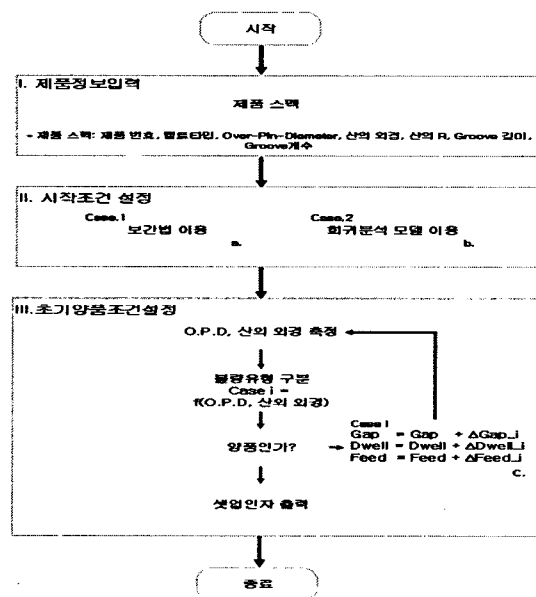 시작
I. 제품정보입력
제품 스펙
- 제품 스펙: 제품 번호, 벨트타입, Over-Pin-Diameter, 산의 외경, 산의 R, Groove 깊이,
Groove개수
II. 시작조건 설정
Case.1
보간법 이용
a.
Case.2
회귀분석 모델 이용
b.
III.초기양품조건설정
O.P.D, 산의 외경 측정
불량유형 구분
Case i =
f(O.P.D, 산의 외경)
양품인가?
Case i
Gap = Gap + ΔGap_i
Dwell = Dwell + ΔDwell_i
Feed = Feed + ΔFeed_i
C.
셋업인자 출력
종료